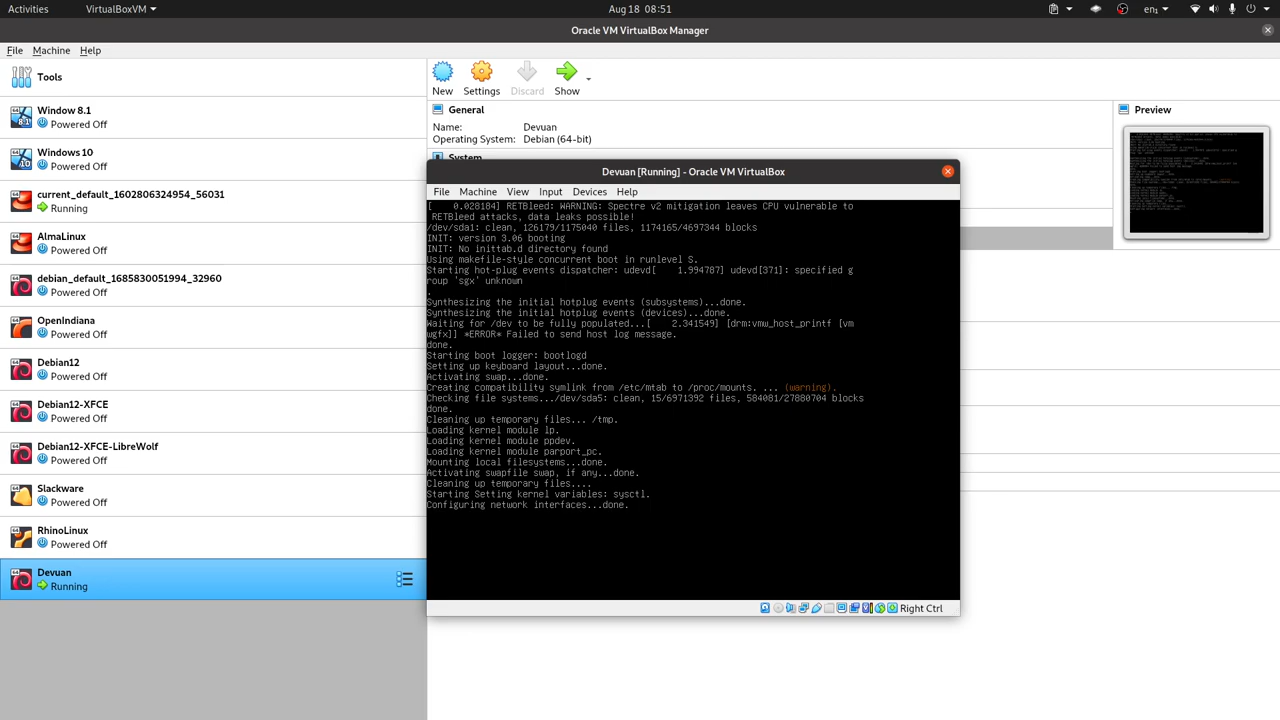 Activities
VirtualBoxVM
Aug 18 08:51
en₁
Oracle VM VirtualBox Manager
File Machine Help
Tools
New Settings Discard Show
Window 8.1
Powered Off
Windows 10
Powered Off
current_default_1602806324954_56031
Running
AlmaLinux
Powered Off
debian_default_1685830051994_32960
Powered Off
OpenIndiana
Powered Off
Debian12
Powered Off
Debian12-XFCE
Powered Off
Debian12-XFCE-LibreWolf
Powered Off
Slackware
Powered Off
RhinoLinux
Powered Off
Devuan
Running
General
Name: Devuan
Operating System: Debian (64-bit)
System
Preview
Devuan [Running] - Oracle VM VirtualBox
File Machine View Input Devices Help
[    0.028184] RETBleed: WARNING: Spectre v2 mitigation leaves CPU vulnerable to
 RETBleed attacks, data leaks possible!
/dev/sda1: clean, 126179/1175040 files, 1174165/4697344 blocks
INIT: version 3.06 booting
INIT: No inittab.d directory found
Using makefile-style concurrent boot in runlevel S.
Starting hot-plug events dispatcher: udevd[    1.994787] udevd[371]: specified g
roup 'sgx' unknown
.
Synthesizing the initial hotplug events (subsystems)...done.
Synthesizing the initial hotplug events (devices)...done.
Waiting for /dev to be fully populated...[    2.341549] [drm:vmw_host_printf [vm
wgfx]] *ERROR* Failed to send host log message.
done.
Starting boot logger: bootlogd
Setting up keyboard layout...done.
Activating swap...done.
Creating compatibility symlink from /etc/mtab to /proc/mounts. ... (warning).
Checking file systems.../dev/sda5: clean, 15/6971392 files, 584081/27880704 blocks
done.
Cleaning up temporary files... /tmp.
Loading kernel module lp.
Loading kernel module ppdev.
Loading kernel module parport_pc.
Mounting local filesystems...done.
Activating swapfile swap, if any...done.
Cleaning up temporary files....
Starting Setting kernel variables: sysctl.
Configuring network interfaces...done.
Right Ctrl